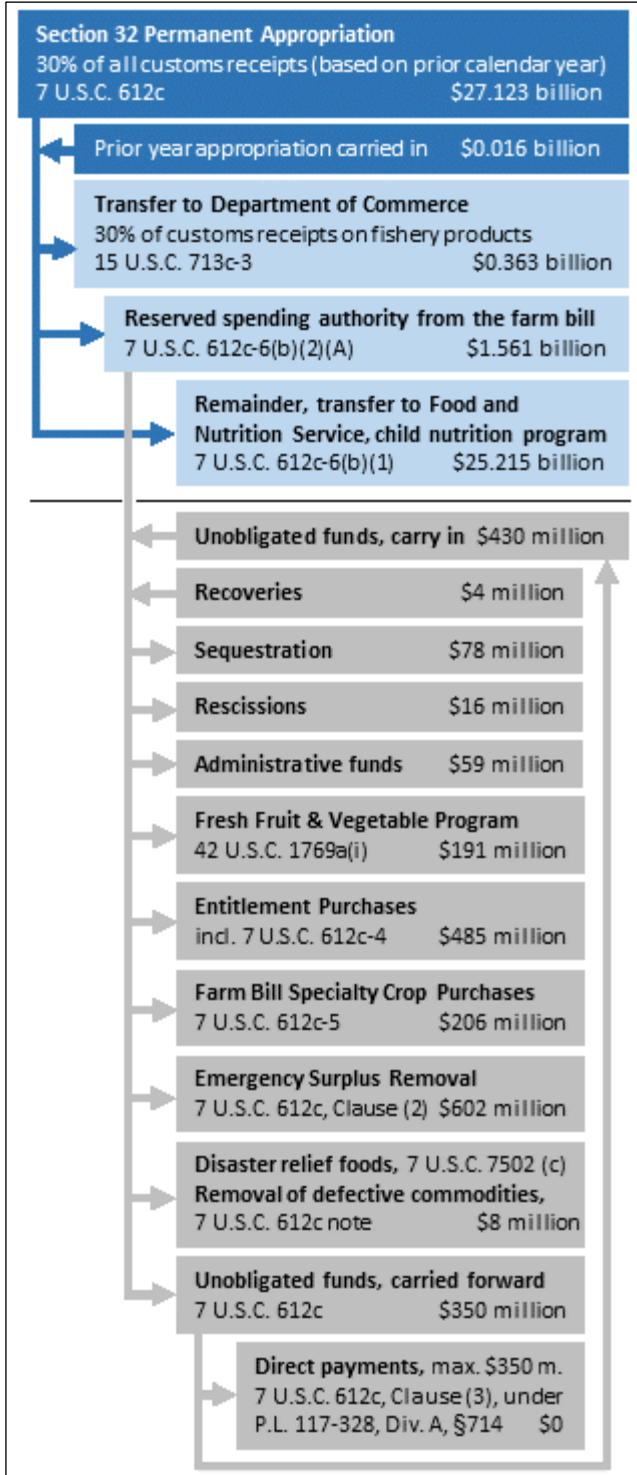 Section 32 Permanent Appropriation
30% of all customs receipts (based on prior calendar year)
7 U.S.C. 612c $27.123 billion
Prior year appropriation carried in $0.016 billion
Transfer to Department of Commerce
30% of customs receipts on fishery products
15 U.S.C. 713c-3 $0.363 billion
Reserved spending authority from the farm bill
7 U.S.C. 612c-6(b)(2)(A) $1.561 billion
Remainder, transfer to Food and
Nutrition Service, child nutrition program
7 U.S.C. 612c-6(b)(1) $25.215 billion
Unobligated funds, carry in $430 million
Recoveries $4 million
Sequestration $78 million
Rescissions $16 million
Administrative funds $59 million
Fresh Fruit & Vegetable Program
42 U.S.C. 1769a(i) $191 million
Entitlement Purchases
incl. 7 U.S.C. 612c-4 $485 million
Farm Bill Specialty Crop Purchases
7 U.S.C. 612c-5 $206 million
Emergency Surplus Removal
7 U.S.C. 612c, Clause (2) $602 million
Disaster relief foods, 7 U.S.C. 7502 (c)
Removal of defective commodities,
7 U.S.C. 612c note $8 million
Unobligated funds, carried forward
7 U.S.C. 612c $350 million
Direct payments, max. $350 m.
7 U.S.C. 612c, Clause (3), under
P.L. 117-328, Div. A, §714 $0